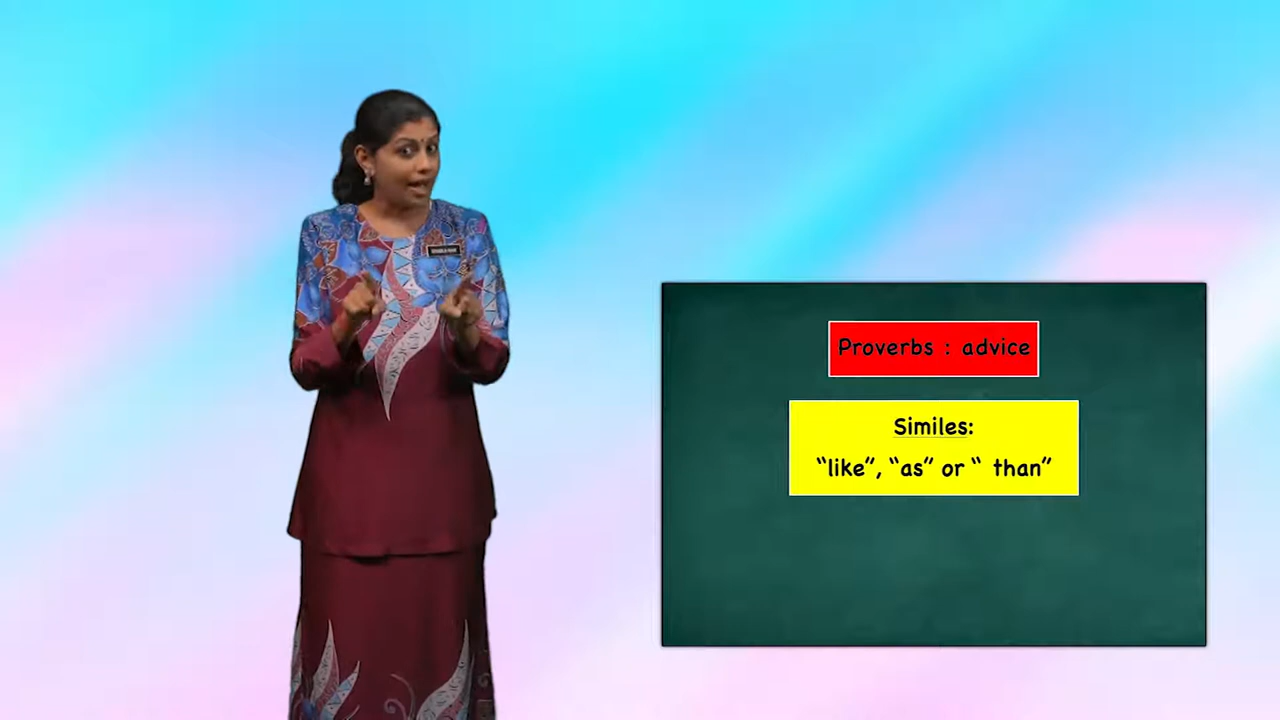 Proverbs : advice
Similes:
“like”, “as” or “ than”